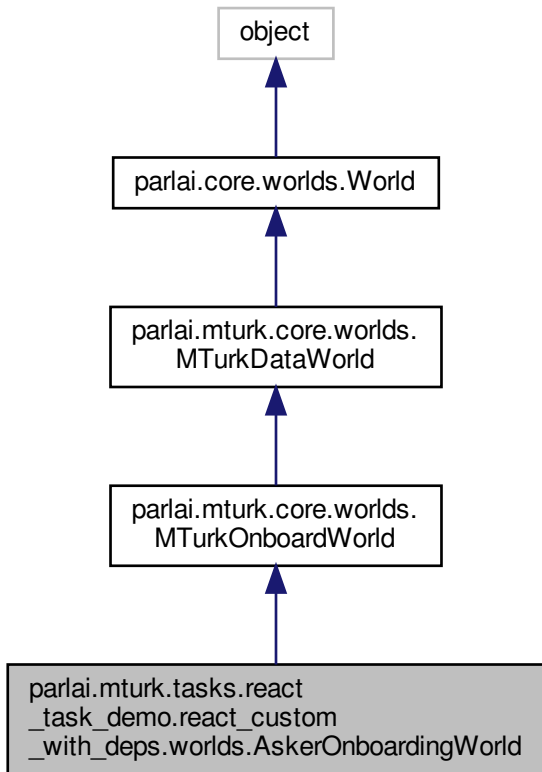 object
parlai.core.worlds.World
parlai.mturk.core.worlds.
MTurkDataWorld
parlai.mturk.core.worlds.
MTurkOnboardWorld
parlai.mturk.tasks.react
_task_demo.react_custom
_with_deps.worlds.AskerOnboardingWorld